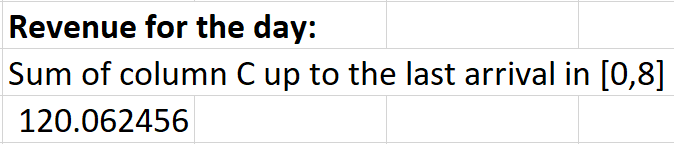 Revenue for the day:
Sum of column C up to the last arrival in [0,8]
120.062456